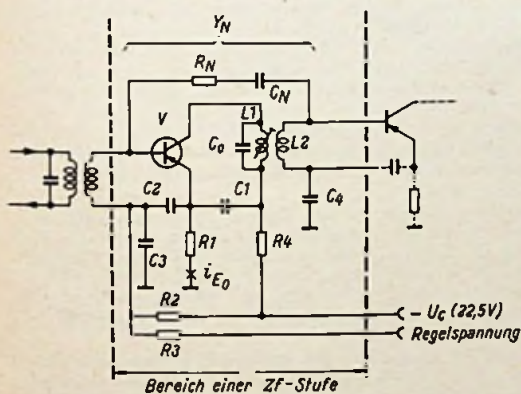 Y_N
R_N
C_N
V
L1
L2
C_0
C2
C1
C4
C3
R1
R4
i_E0
R2
- U_C (22,5V)
R3
Regelspannung
Bereich einer Zf-Stufe